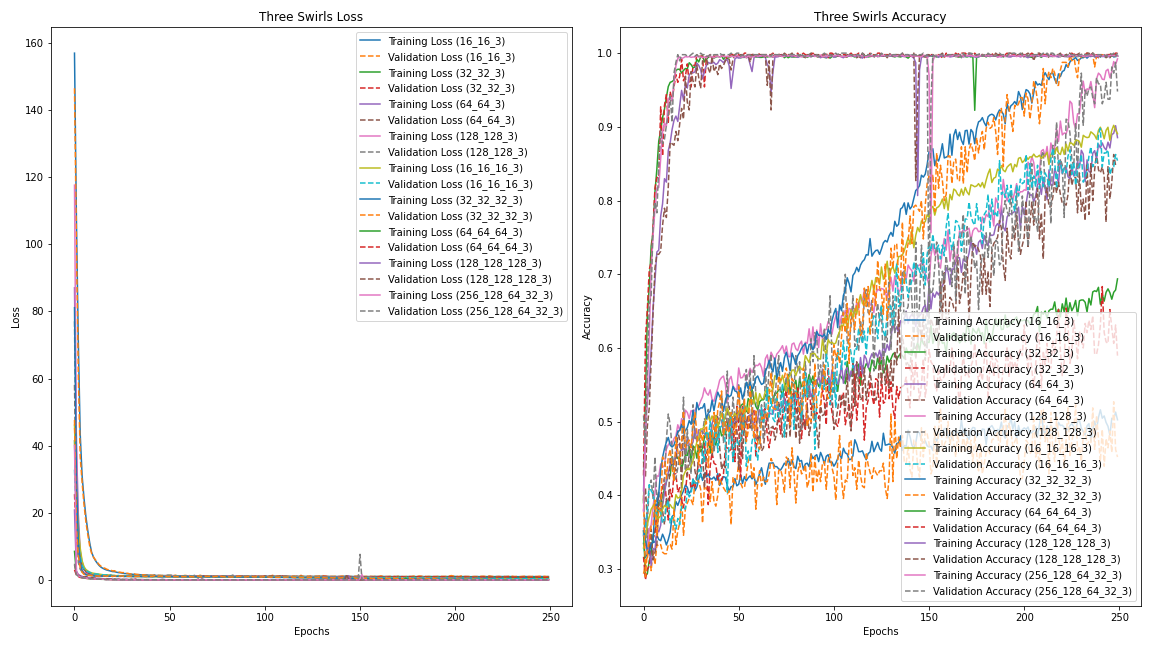 Three Swirls Loss
160
140
120
100
80
60
40
20
0
Loss
0 50 100 150 200 250
Epochs
Training Loss (16_16_3)
Validation Loss (16_16_3)
Training Loss (32_32_3)
Validation Loss (32_32_3)
Training Loss (64_64_3)
Validation Loss (64_64_3)
Training Loss (128_128_3)
Validation Loss (128_128_3)
Training Loss (16_16_16_3)
Validation Loss (16_16_16_3)
Training Loss (32_32_32_3)
Validation Loss (32_32_32_3)
Training Loss (64_64_64_3)
Validation Loss (64_64_64_3)
Training Loss (128_128_128_3)
Validation Loss (128_128_128_3)
Training Loss (256_128_64_32_3)
Validation Loss (256_128_64_32_3)
Three Swirls Accuracy
1.0
0.9
0.8
0.7
0.6
0.5
0.4
0.3
Accuracy
0 50 100 150 200 250
Epochs
Training Accuracy (16_16_3)
Validation Accuracy (16_16_3)
Training Accuracy (32_32_3)
Validation Accuracy (32_32_3)
Training Accuracy (64_64_3)
Validation Accuracy (64_64_3)
Training Accuracy (128_128_3)
Validation Accuracy (128_128_3)
Training Accuracy (16_16_16_3)
Validation Accuracy (16_16_16_3)
Training Accuracy (32_32_32_3)
Validation Accuracy (32_32_32_3)
Training Accuracy (64_64_64_3)
Validation Accuracy (64_64_64_3)
Training Accuracy (128_128_128_3)
Validation Accuracy (128_128_128_3)
Training Accuracy (256_128_64_32_3)
Validation Accuracy (256_128_64_32_3)